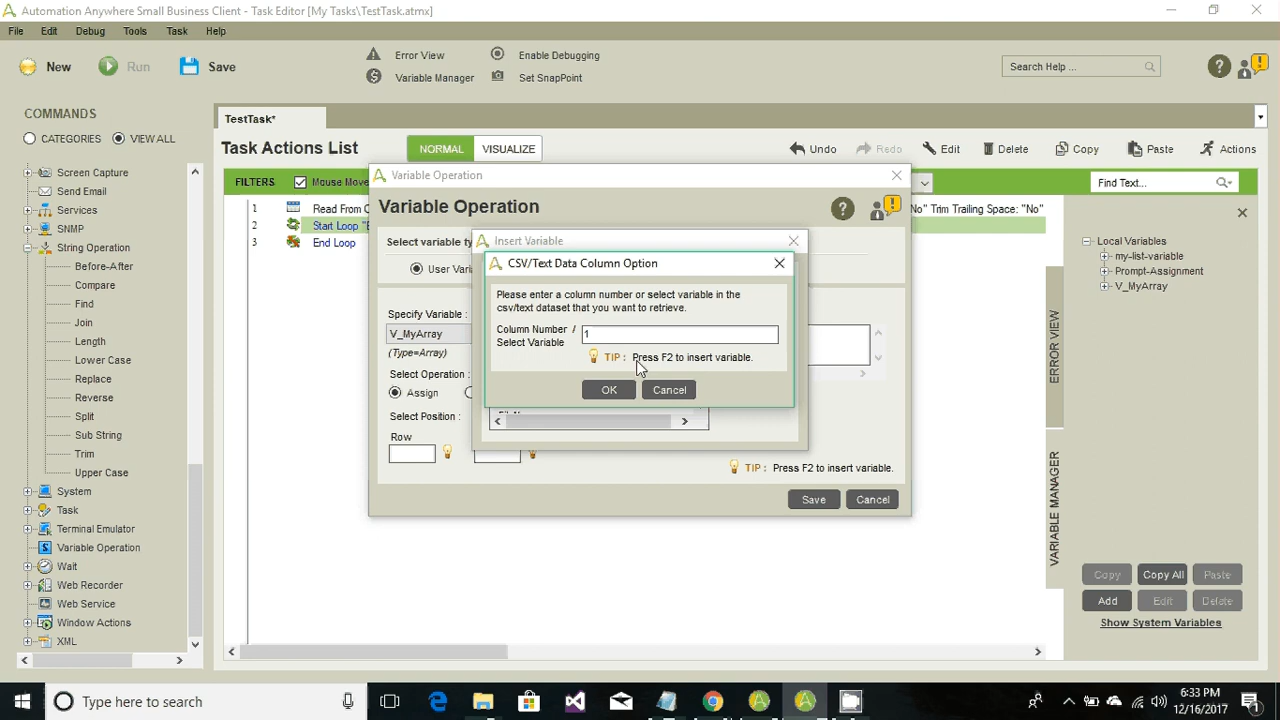 Automation Anywhere Small Business Client - Task Editor [My Tasks\TestTask.atmx]
File Edit Debug Tools Task Help
New Run Save
Error View Enable Debugging
Variable Manager Set SnapPoint
Search Help ...
COMMANDS
CATEGORIES VIEW ALL
Screen Capture
Send Email
Services
SNMP
String Operation
Before-After
Compare
Find
Join
Length
Lower Case
Replace
Reverse
Split
Sub String
Trim
Upper Case
System
Task
Terminal Emulator
Variable Operation
Wait
Web Recorder
Web Service
Window Actions
XML
TestTask*
Task Actions List NORMAL VISUALIZE
Undo Redo Edit Delete Copy Paste Actions
FILTERS Mouse Move
Find Text...
1 Read From C
No" Trim Trailing Space: "No"
2 Start Loop "E
3 End Loop
Variable Operation
Variable Operation
Select variable ty
User Varia
Specify Variable :
V_MyArray
(Type=Array)
Select Operation :
Assign
Select Position :
Row
TIP : Press F2 to insert variable.
Save Cancel
Insert Variable
CSV/Text Data Column Option
Please enter a column number or select variable in the
csv/text dataset that you want to retrieve.
Column Number /
Select Variable
1
TIP : Press F2 to insert variable.
OK Cancel
ERROR VIEW
VARIABLE MANAGER
Local Variables
my-list-variable
Prompt-Assignment
V_MyArray
Copy Copy All Paste
Add Edit Delete
Show System Variables
Type here to search
6:33 PM
12/16/2017
1